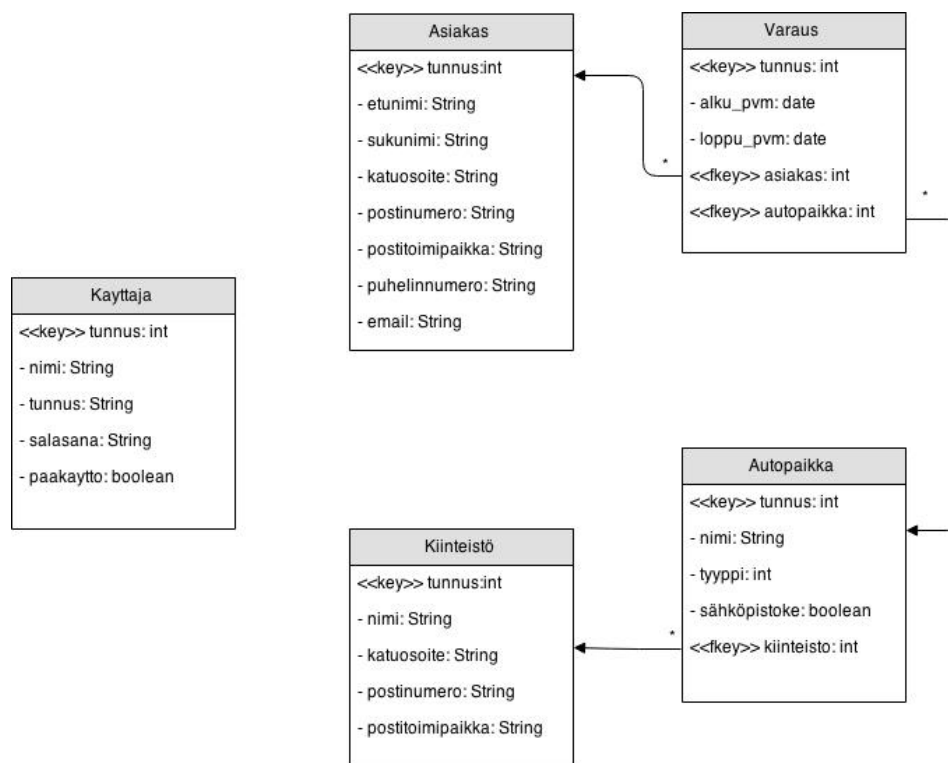 Asiakas
<<key>> tunnus:int
- etunimi: String
- sukunimi: String
- katuosoite: String
- postinumero: String
- postitoimipaikka: String
- puhelinnumero: String
- email: String
Varaus
<<key>> tunnus: int
- alku_pvm: date
- loppu_pvm: date
<<fkey>> asiakas: int
<<fkey>> autopaikka: int
*
*
Kayttaja
<<key>> tunnus: int
- nimi: String
- tunnus: String
- salasana: String
- paakaytto: boolean
Kiinteistö
<<key>> tunnus:int
- nimi: String
- katuosoite: String
- postinumero: String
- postitoimipaikka: String
*
Autopaikka
<<key>> tunnus: int
- nimi: String
- tyyppi: int
- sähköpistoke: boolean
<<fkey>> kiinteisto: int